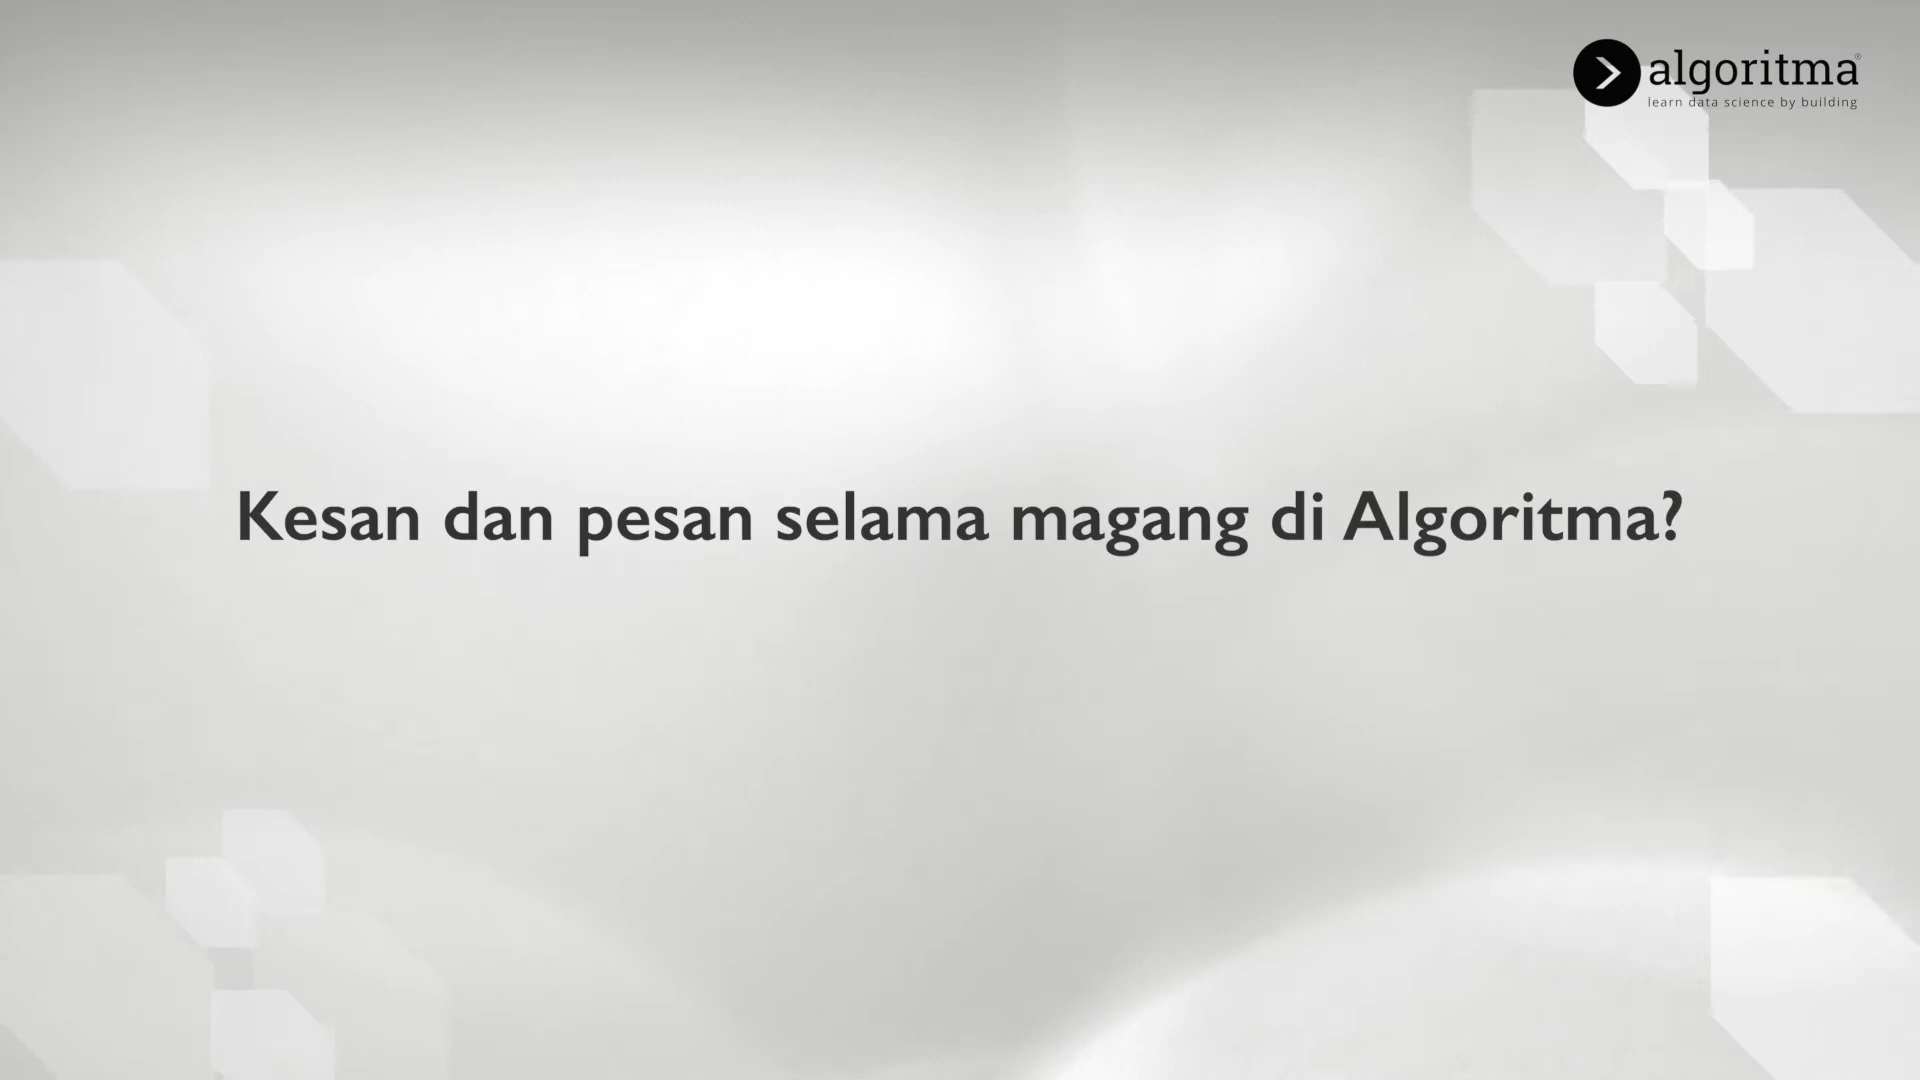 algoritma®
learn data science by building
Kesan dan pesan selama magang di Algoritma?